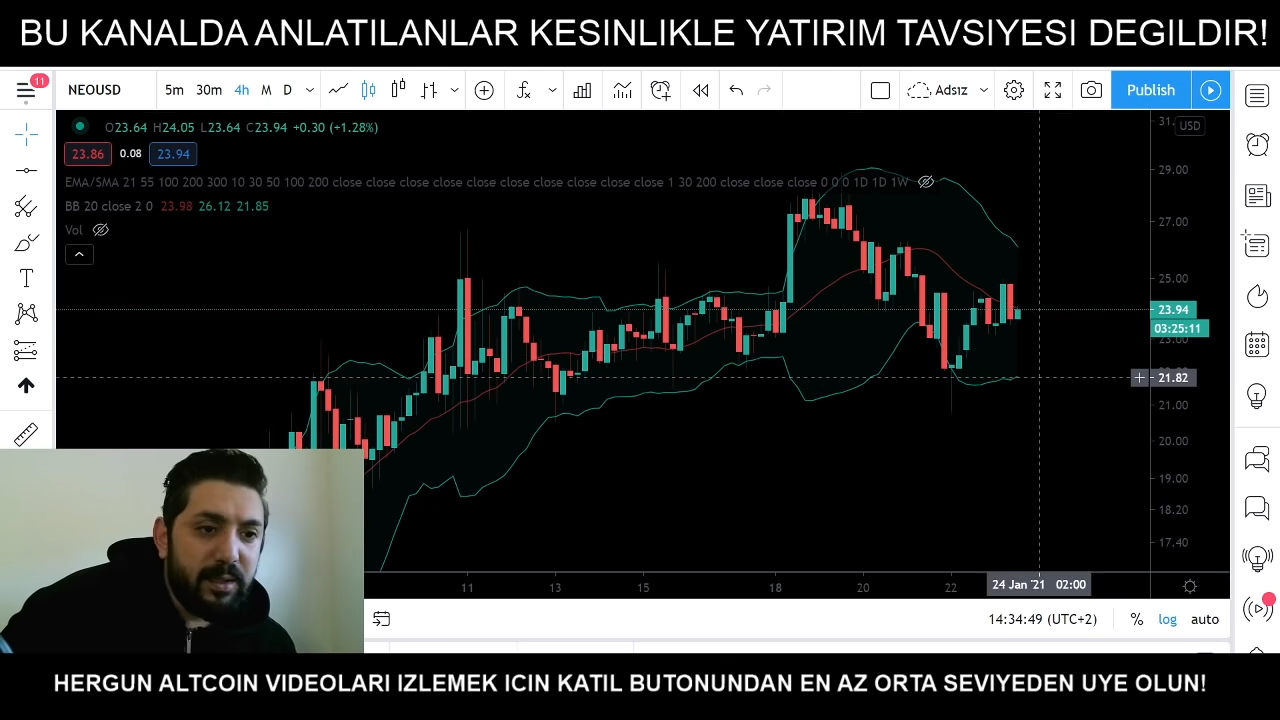 BU KANALDA ANLATILANLAR KESINLIKLE YATIRIM TAVSIYESI DEGILDIR!
11
NEOUSD 5m 30m 4h M D Adsız Publish
O23.64 H24.05 L23.64 C23.94 +0.30 (+1.28%)
23.86 0.08 23.94
EMA/SMA 21 55 100 200 300 10 30 50 100 200 close close close close close close close close close close 1 30 200 close close close 0 0 0 1D 1D 1W
BB 20 close 2 0 23.98 26.12 21.85
Vol
31.
USD
29.00
27.00
25.00
23.94
03:25:11
23.00
21.82
21.00
20.00
19.00
18.20
17.40
11 13 15 18 20 22 24 Jan '21 02:00
14:34:49 (UTC+2) % log auto
HERGUN ALTCOIN VIDEOLARI IZLEMEK ICIN KATIL BUTONUNDAN EN AZ ORTA SEVIYEDEN UYE OLUN!